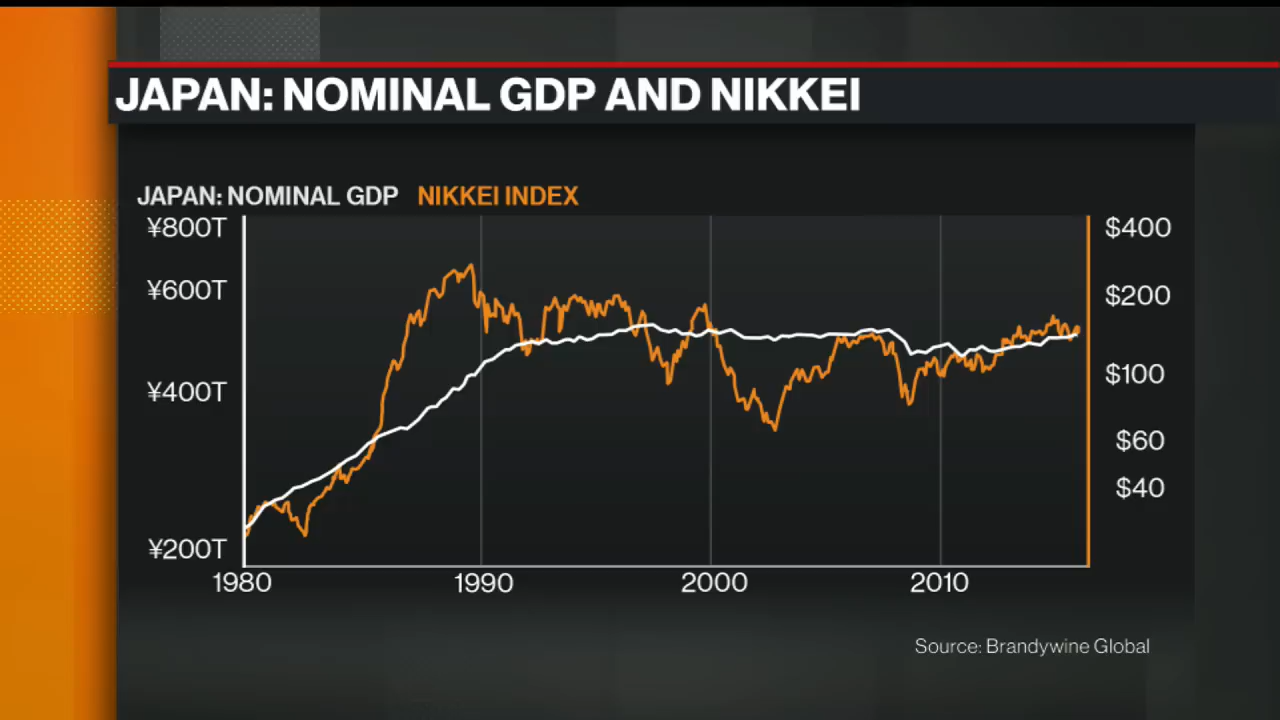 JAPAN: NOMINAL GDP AND NIKKEI
JAPAN: NOMINAL GDP NIKKEI INDEX
¥800T $400
¥600T $200
¥400T $100
$60
$40
¥200T
1980 1990 2000 2010
Source: Brandywine Global